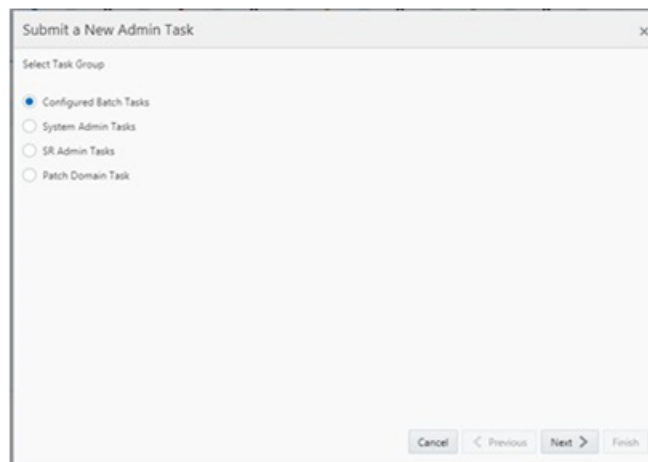 Submit a New Admin Task
Select Task Group
Configured Batch Tasks
System Admin Tasks
SR Admin Tasks
Patch Domain Task
Cancel
Previous
Next
Finish